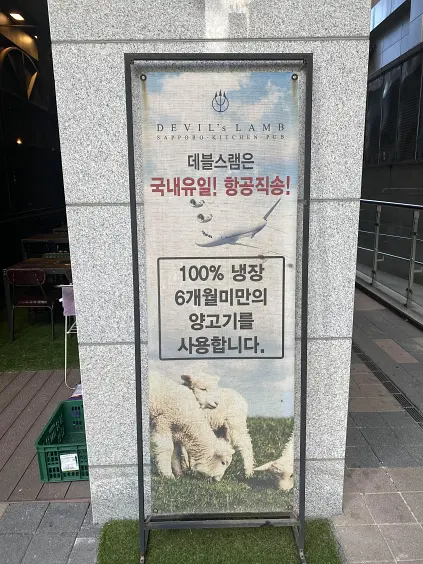 DEVIL's LAMB
SAPPORO·KITCHEN·PUB
데블스램은
국내유일! 항공직송!
100% 냉장
6개월미만의
양고기를
사용합니다.